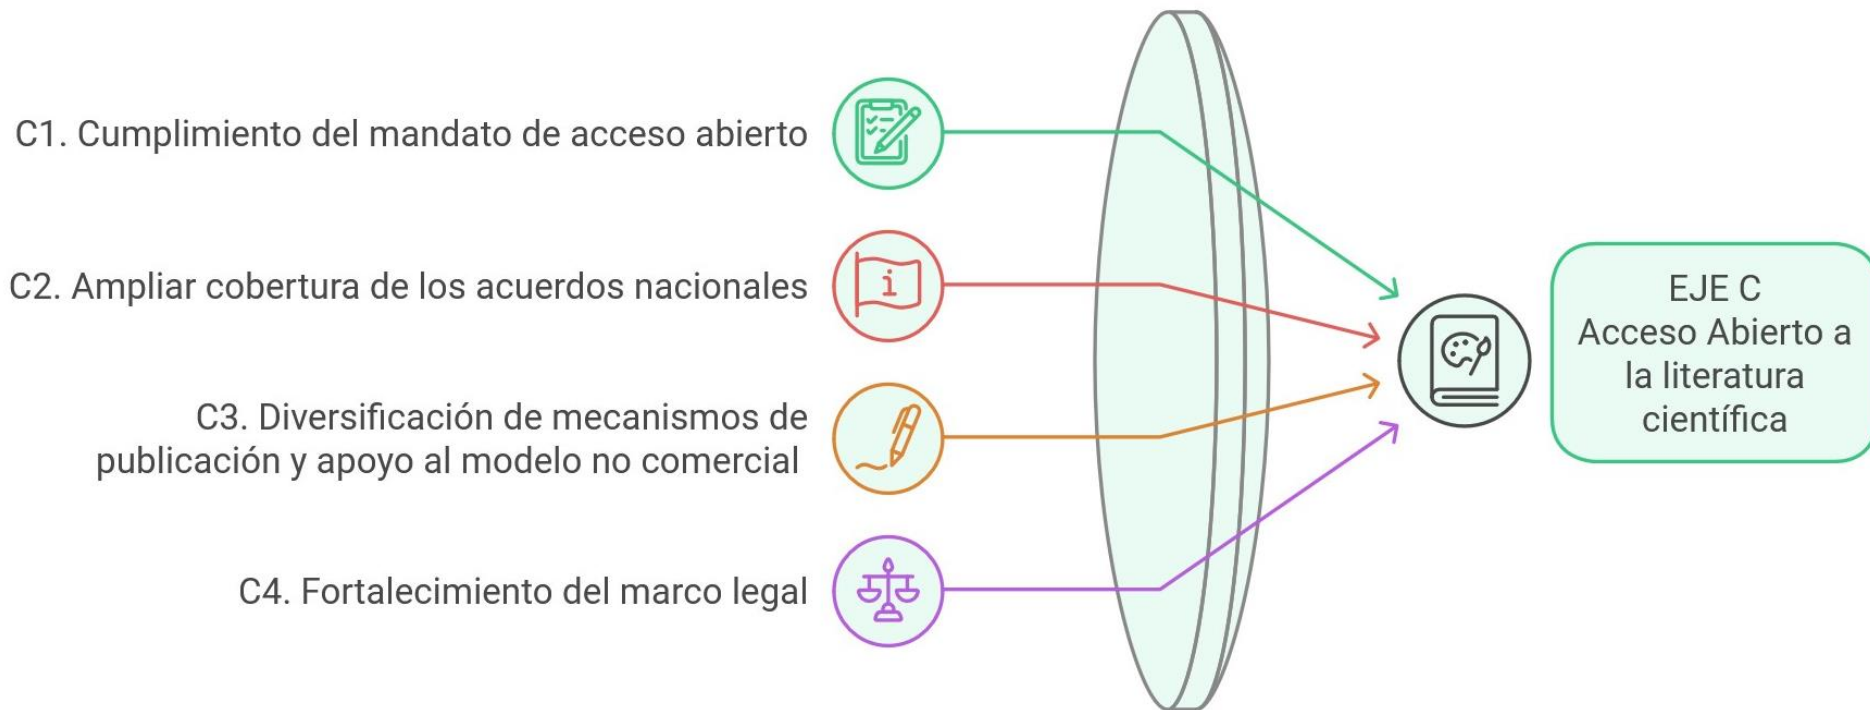 C1. Cumplimiento del mandato de acceso abierto
C2. Ampliar cobertura de los acuerdos nacionales
i
C3. Diversificación de mecanismos de
publicación y apoyo al modelo no comercial
C4. Fortalecimiento del marco legal
EJE C
Acceso Abierto a
la literatura
científica